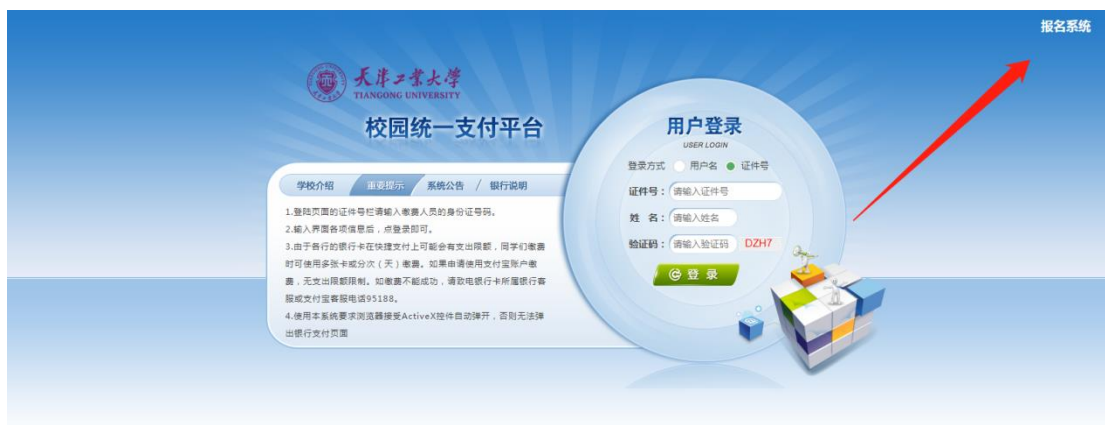 报名系统
天津工业大学
TIANGONG UNIVERSITY
校园统一支付平台
学校介绍 重要提示 系统公告 / 银行说明
1.登陆页面的证件号栏请输入缴费人员的身份证号码。
2.输入界面各项信息后，点登录即可。
3.由于各行的银行卡在快捷支付上可能会有支出限额，同学们缴费
时可使用多张卡或分次（天）缴费。如果申请使用支付宝账户缴
费，无支出限额限制。如缴费不能成功，请致电银行卡所属银行客
服或支付宝客服电话95188。
4.使用本系统要求浏览器接受ActiveX控件自动弹开，否则无法弹
出银行支付页面
用户登录
USER LOGIN
登录方式 用户名 证件号
证件号：请输入证件号
姓 名：请输入姓名
验证码：请输入验证码 DZH7
登 录